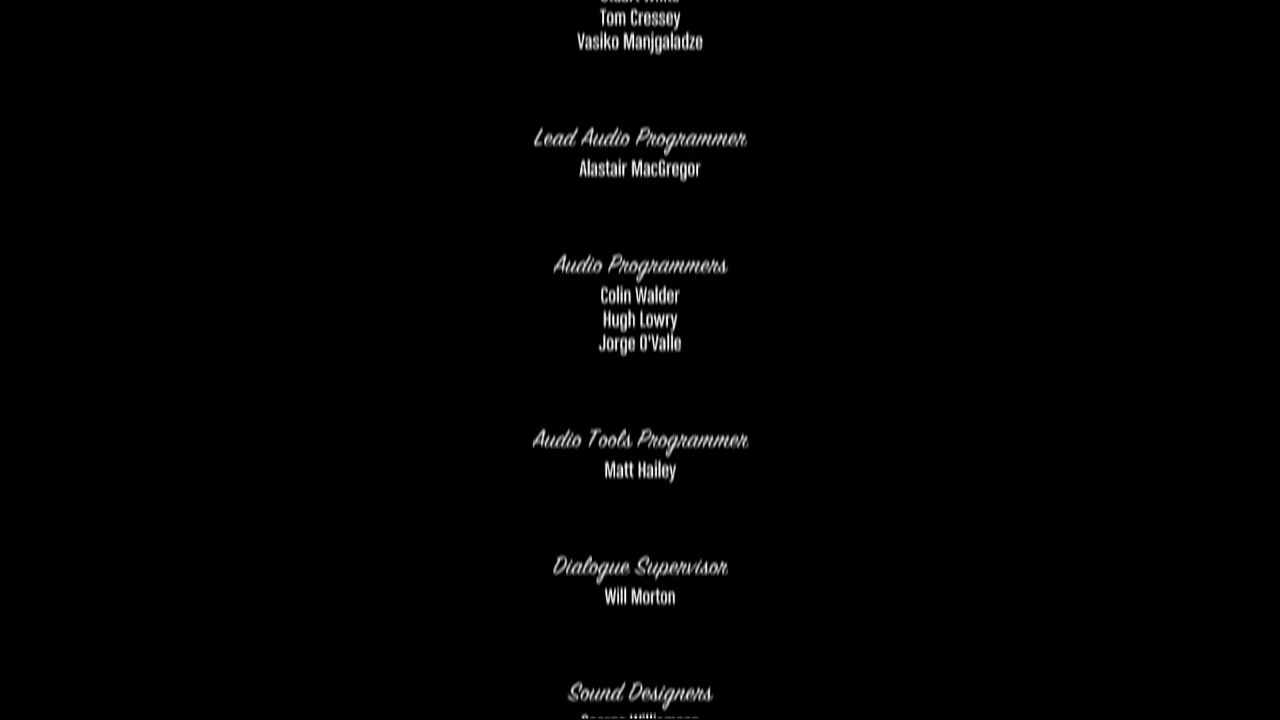 Tom Cressey
Vasiko Manjgaladze
Lead Audio Programmer
Alastair MacGregor
Audio Programmers
Colin Walder
Hugh Lowry
Jorge O'Valle
Audio Tools Programmer
Matt Hailey
Dialogue Supervisor
Will Morton
Sound Designers